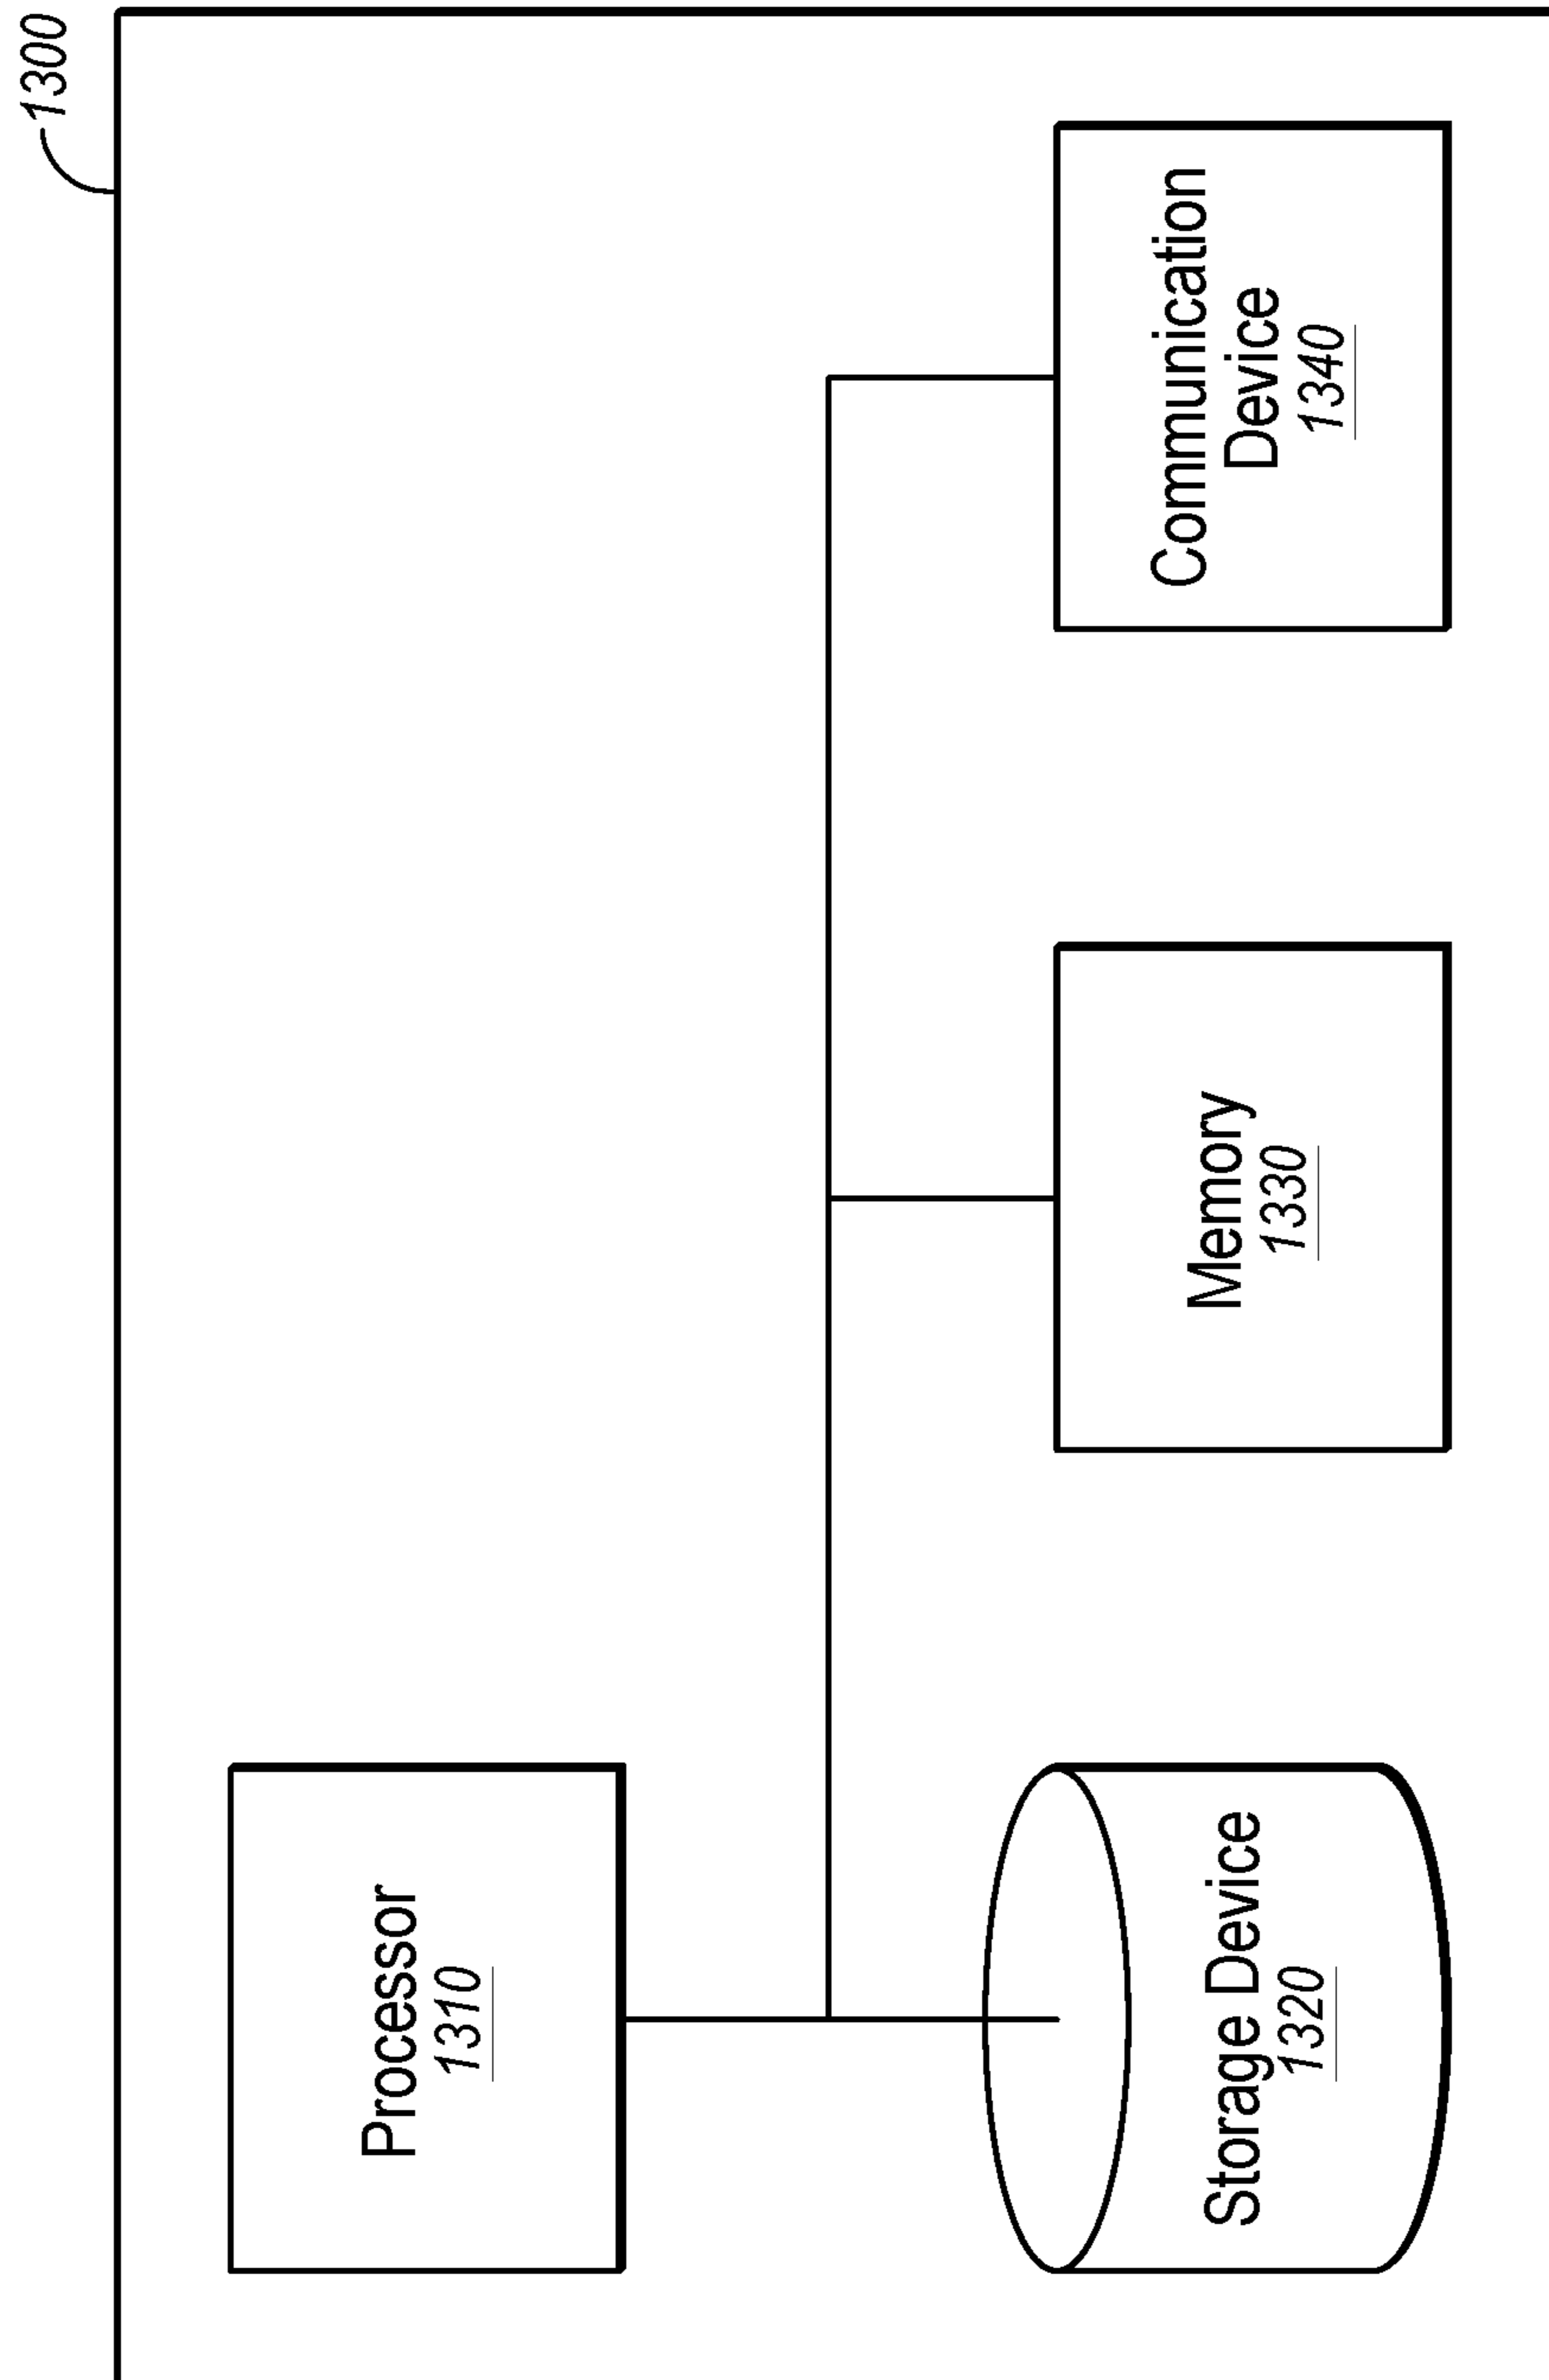 1300
Processor
1310
Storage Device
1320
Memory
1330
Communication
Device
1340